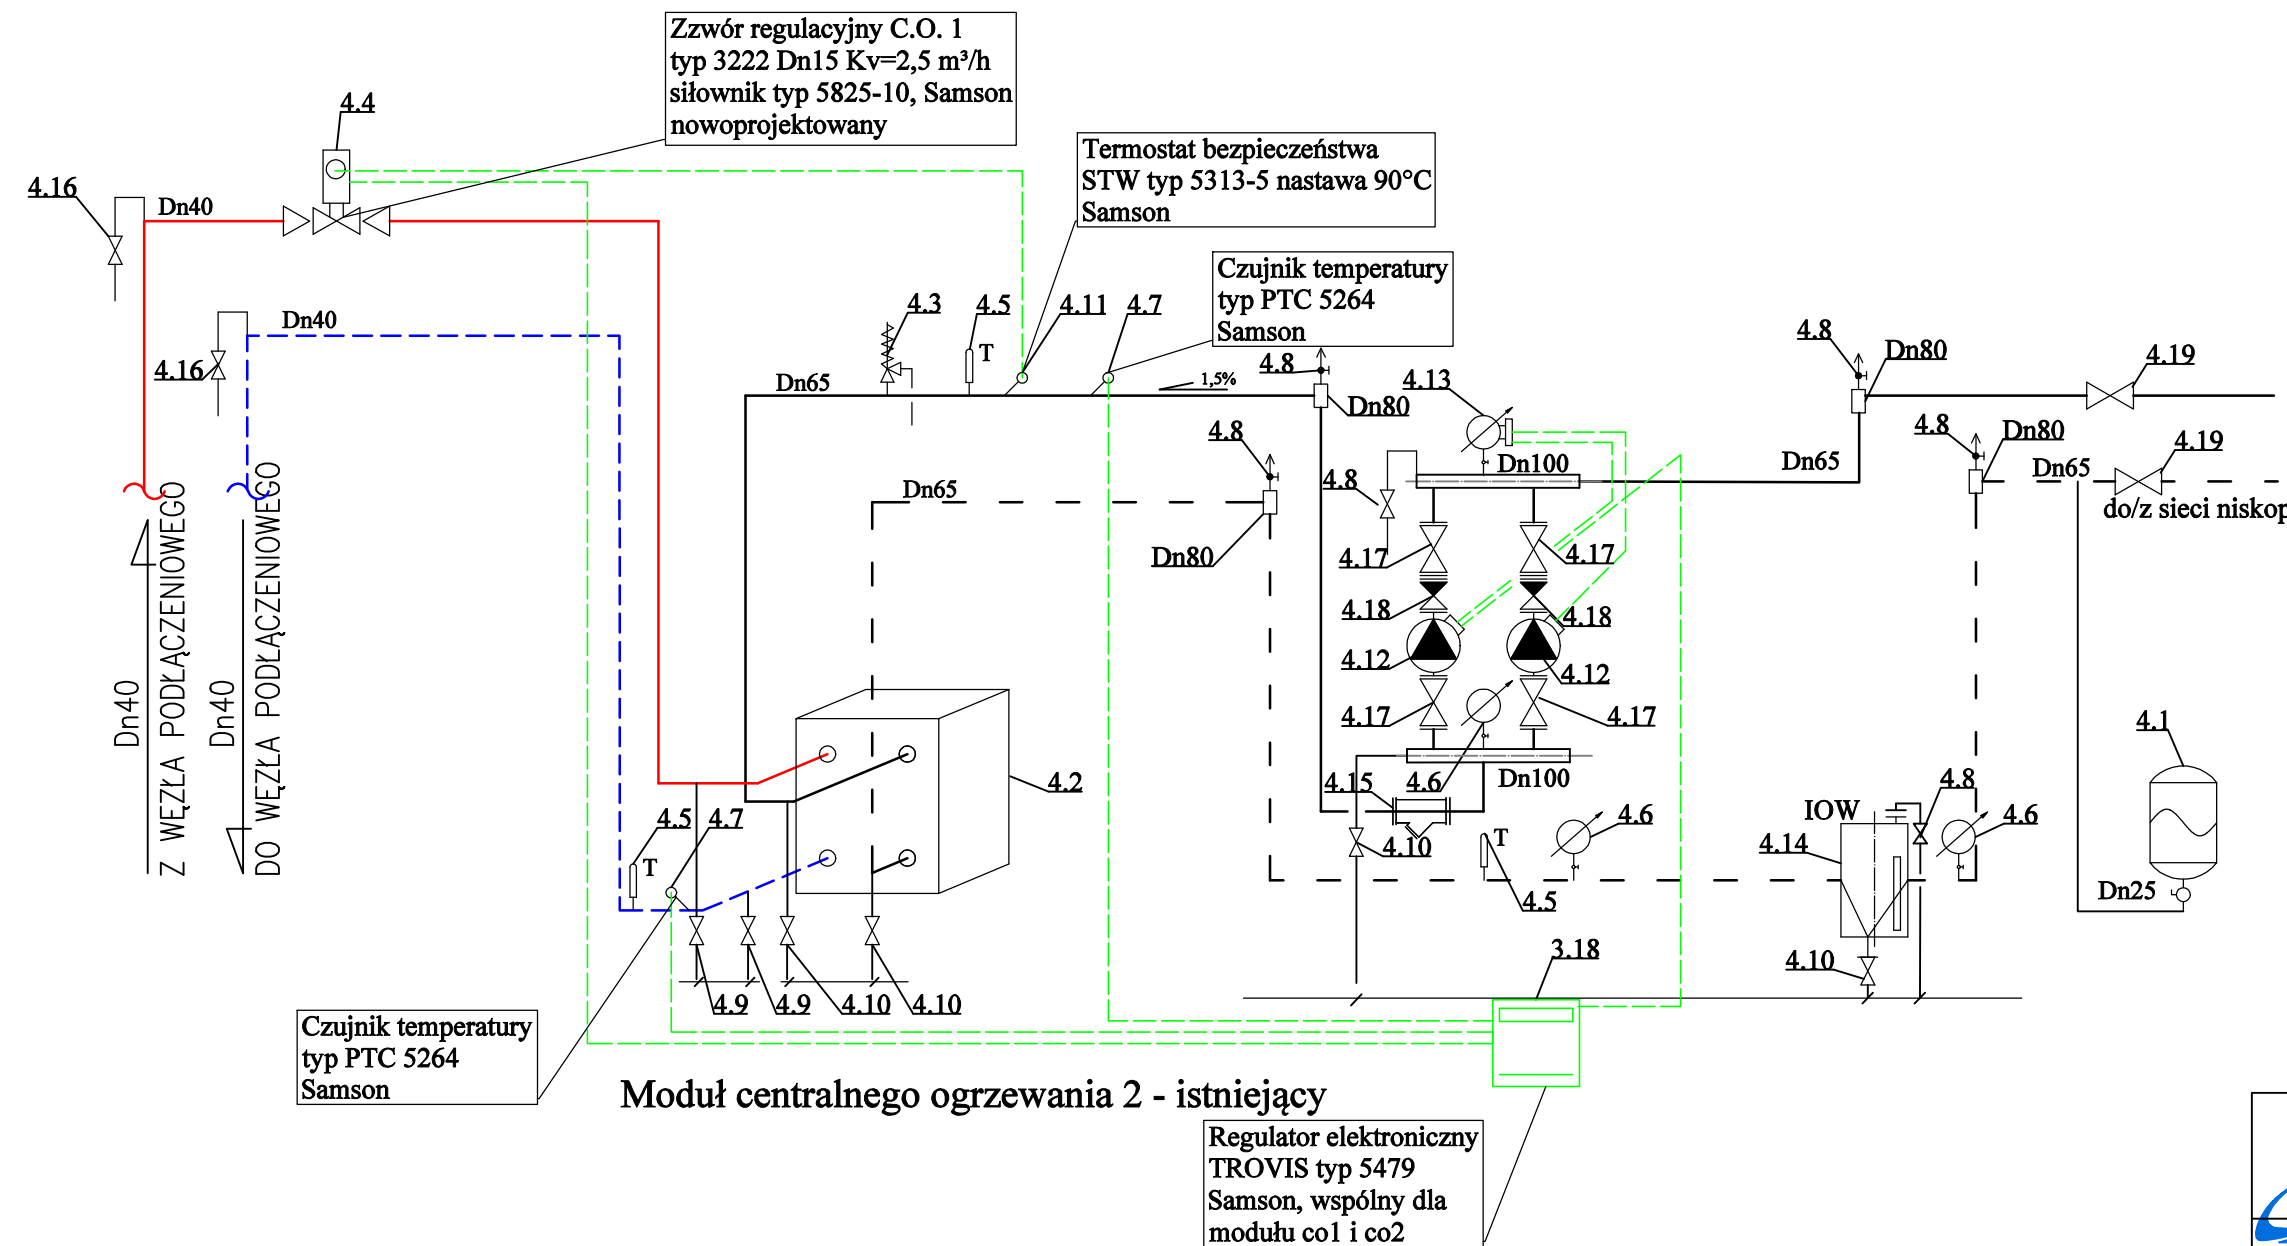 Zzwór regulacyjny C.O. 1
typ 3222 Dn15 Kv=2,5 m³/h
siłownik typ 5825-10, Samson
nowoprojektowany
4.4
Termostat bezpieczeństwa
STW typ 5313-5 nastawa 90°C
Samson
4.16
Dn40
Czujnik temperatury
typ PTC 5264
Samson
Dn40
4.16
4.3
4.5
T
4.11
4.7
Dn65
1,5%
4.8
Dn80
4.13
4.8
Dn80
4.19
4.8
Dn80
4.19
Dn65
Dn65
do/z sieci niskop
4.8
Dn65
Dn80
4.8
Dn100
4.17
4.17
4.18
4.18
4.12
4.12
4.17
4.17
Dn100
4.15
4.6
4.10
T
4.5
4.6
IOW
4.14
4.8
4.6
4.10
4.1
Dn25
Dn40
Z WĘZŁA PODŁĄCZENIOWEGO
Dn40
DO WĘZŁA PODŁĄCZENIOWEGO
4.2
4.5
T
4.7
4.9
4.9
4.10
4.10
3.18
Czujnik temperatury
typ PTC 5264
Samson
Moduł centralnego ogrzewania 2 - istniejący
Regulator elektroniczny
TROVIS typ 5479
Samson, wspólny dla
modułu co1 i co2